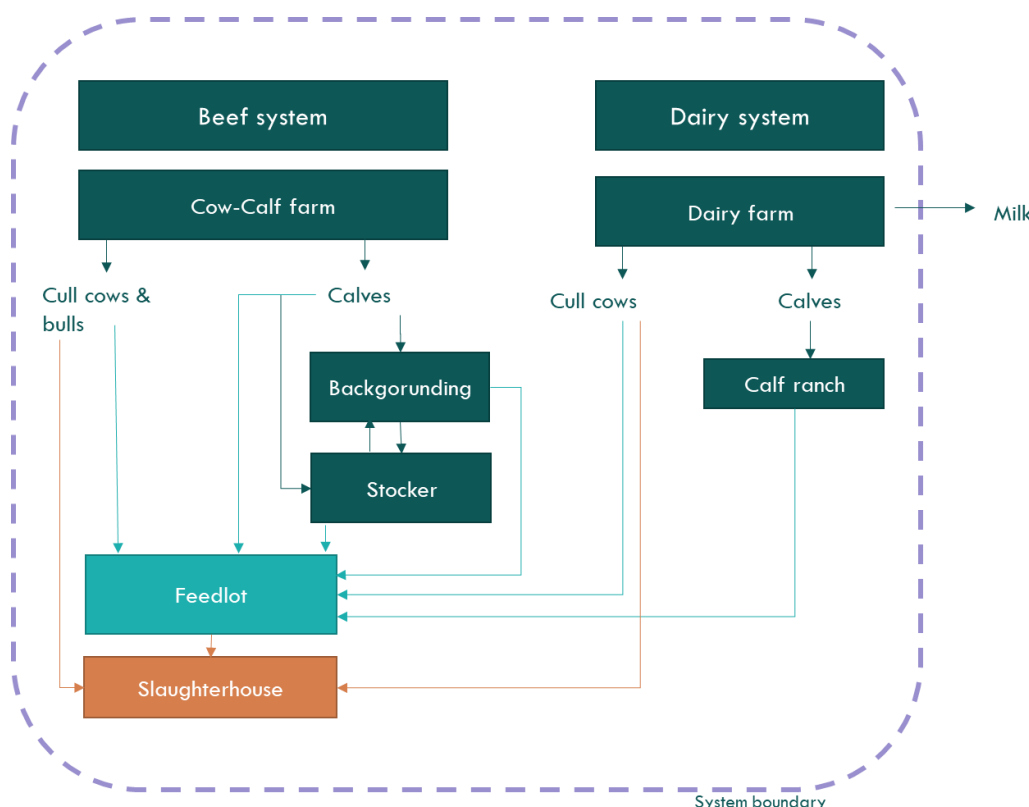 Beef system
Dairy system
Cow-Calf farm
Dairy farm
Milk
Cull cows &
bulls
Calves
Cull cows
Calves
Backgorunding
Calf ranch
Stocker
Feedlot
Slaughterhouse
System boundary